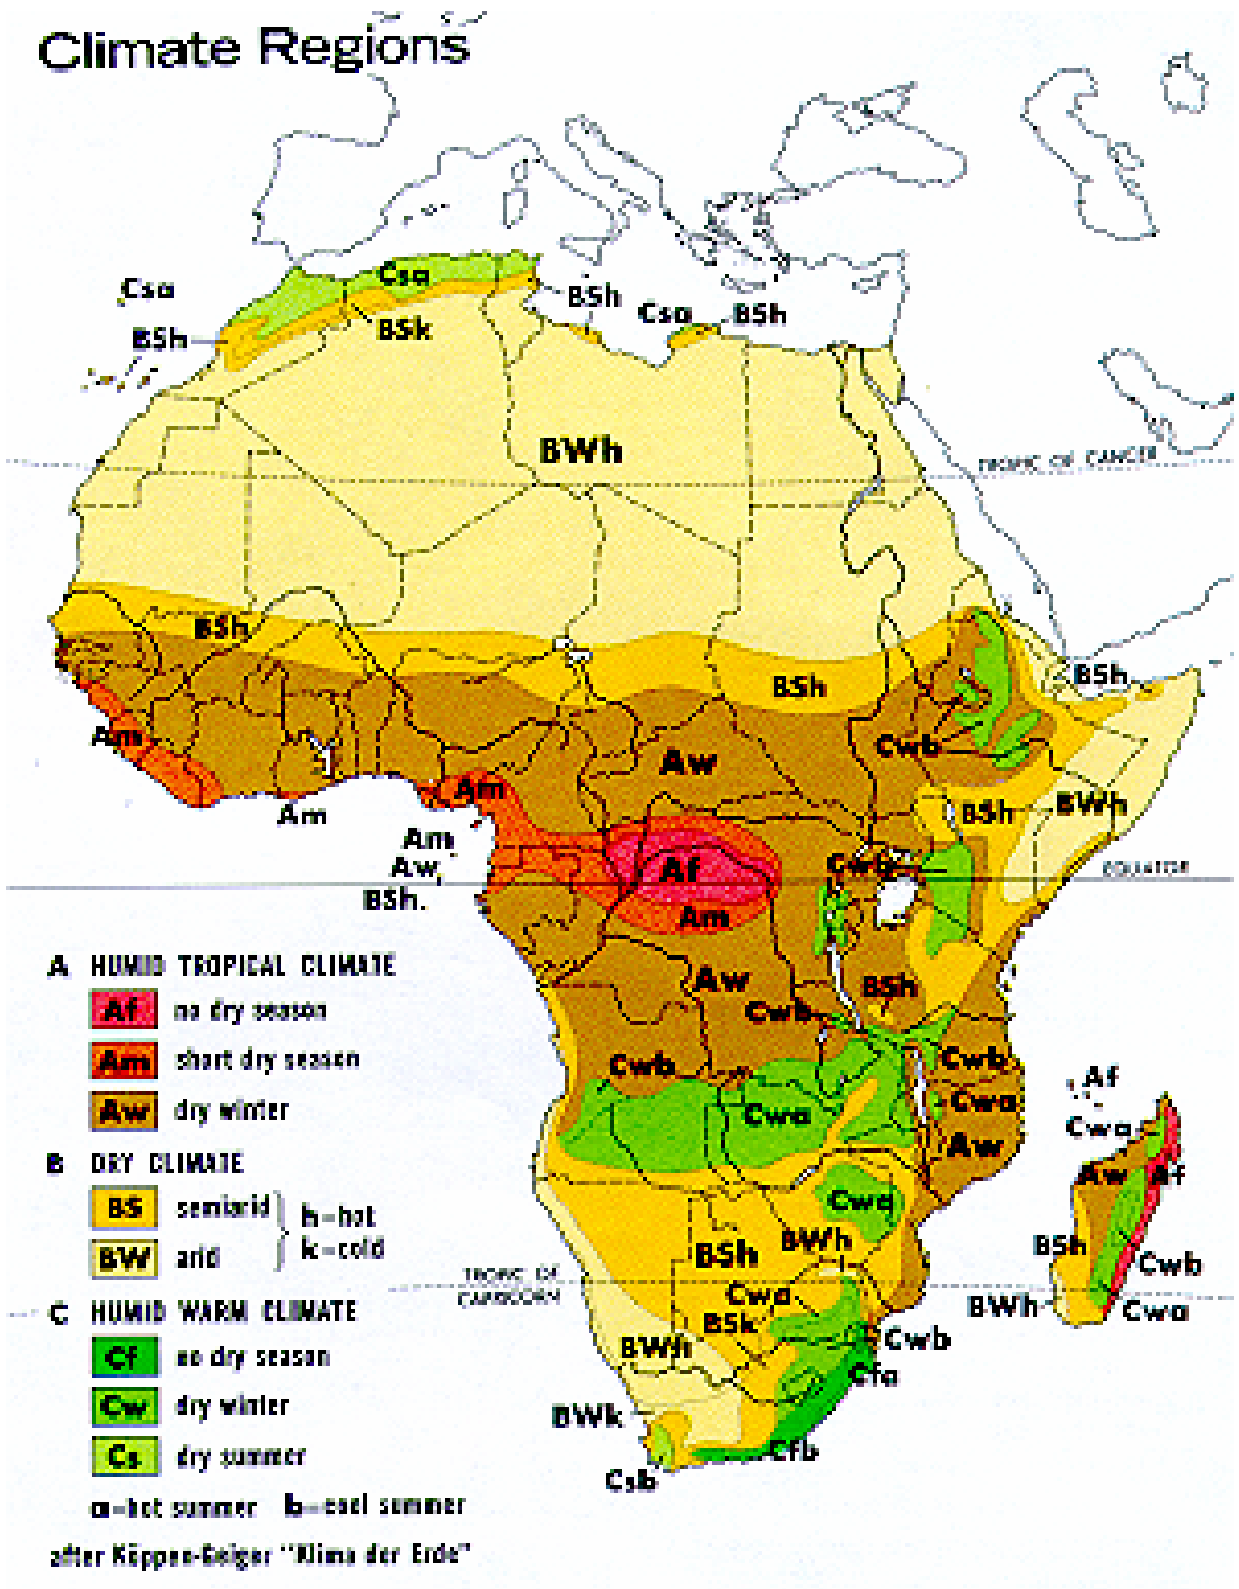 Climate Regions
Csa
Csa
BSh
Csa
BSh
BSk
BSh
BWh
TROPIC OF CANCER
BSh
BSh
BSh
Am
Cwb
Aw
Am
BSh
BWh
Am
Am
Aw
Cwb
EQUATOR
Af
BSh.
Am
A HUMID TROPICAL CLIMATE
Af no dry season
Am short dry season
Aw dry winter
B DRY CLIMATE
BS semiarid
BW arid
h-hot
k-cold
C HUMID WARM CLIMATE
Cf no dry season
Cw dry winter
Cs dry summer
a-hot summer b-cool summer
after Köppen-Geiger "Klima der Erde"
Aw
BSh
Cwb
Cwb
Cwb
Af
Cwa
Cwa
Cwa
Aw
Aw
Af
Cwa
BSh
BWh
BSh
Cwb
TROPIC OF
CAPRICORN
Cwa
BWh
Cwa
BSk
Cwb
BWh
Cfa
BWk
Cfb
Csb